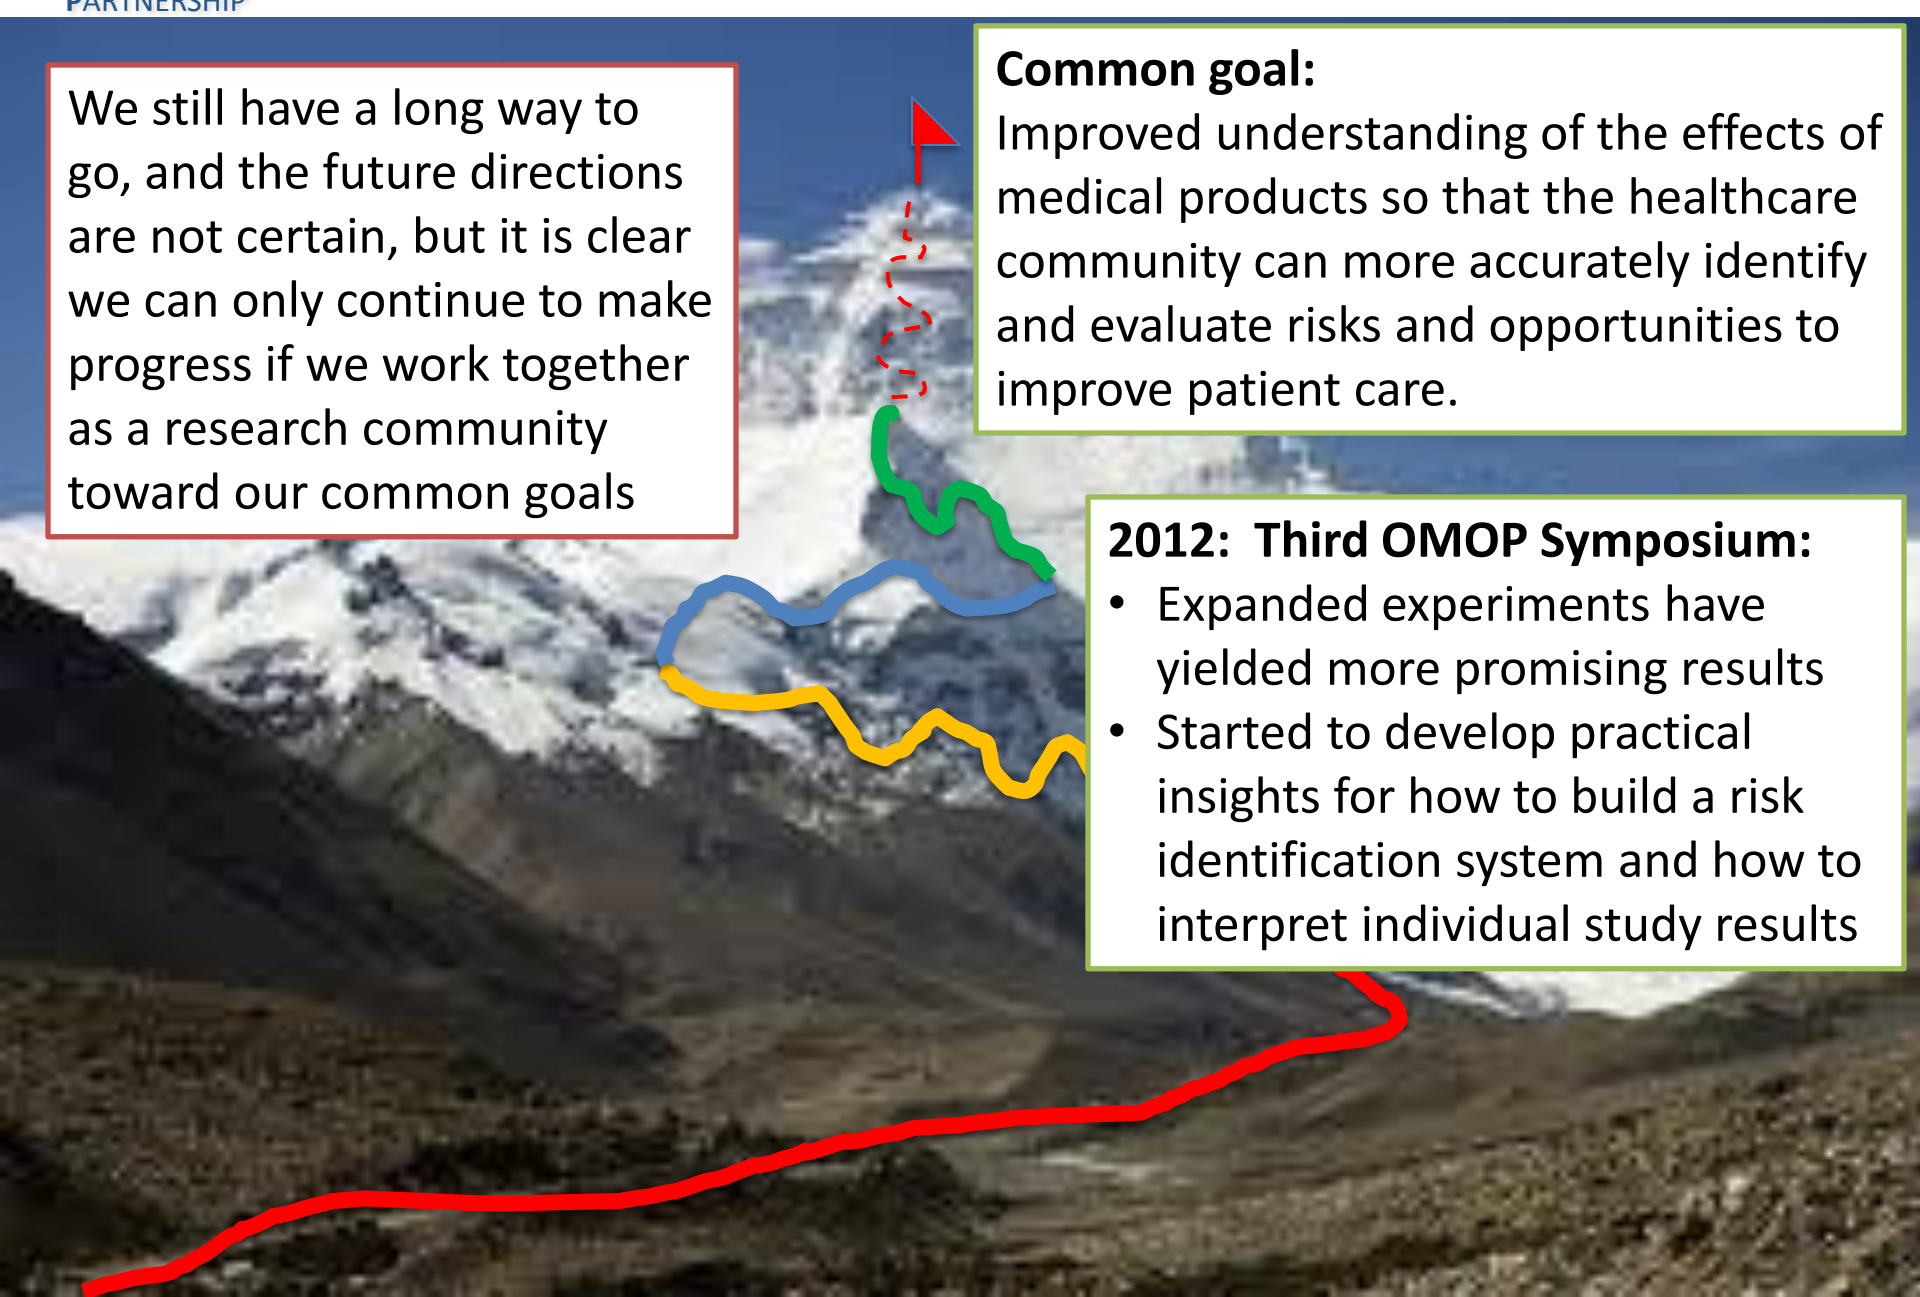 PARTNERSHIP
We still have a long way to
go, and the future directions
are not certain, but it is clear
we can only continue to make
progress if we work together
as a research community
toward our common goals
Common goal:
Improved understanding of the effects of
medical products so that the healthcare
community can more accurately identify
and evaluate risks and opportunities to
improve patient care.
2012:  Third OMOP Symposium:
• Expanded experiments have
yielded more promising results
• Started to develop practical
insights for how to build a risk
identification system and how to
interpret individual study results